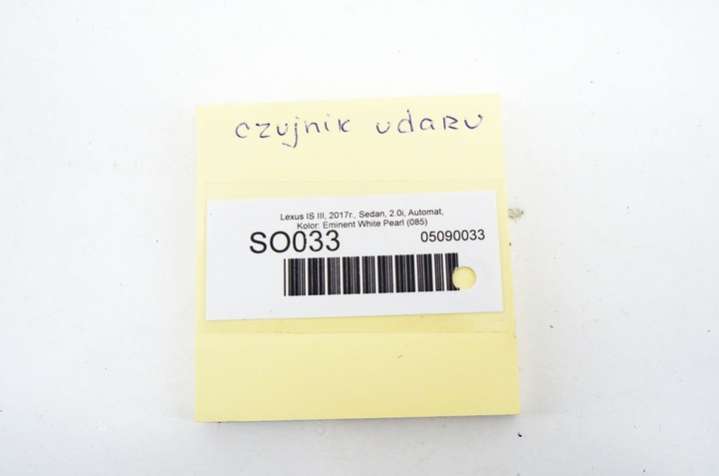 czujnik udaru
Lexus IS III, 2017r., Sedan, 2.0i, Automat,
Kolor: Eminent White Pearl (085)
SO033 05090033